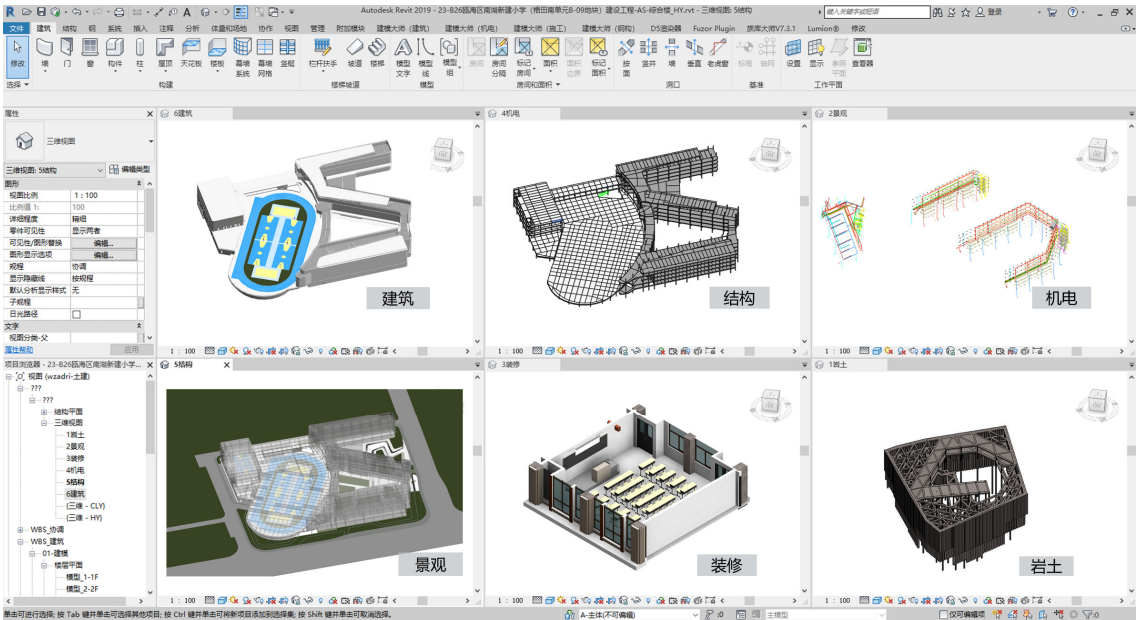 Autodesk Revit 2019 - 23-B26瓯海区南湖新建小学（梧田南单元B-09地块）建设工程-AS-综合楼_HY.rvt - 三维视图: 5结构
键入关键字或短语
登录
文件 建筑 结构 钢 系统 插入 注释 分析 体量和场地 协作 视图 管理 附加模块 建模大师（建筑） 建模大师（机电） 建模大师（施工） 建模大师（钢构） D5渲染器 Fuzor Plugin 族库大师V7.3.1 Lumion® 修改
修改 墙 门 窗 构件 柱 屋顶 天花板 楼板 幕墙系统 幕墙网格 竖梃 栏杆扶手 坡道 楼梯 模型文字 模型线 模型组 房间 房间分隔 标记房间 面积 面积边界 标记面积 按面 竖井 墙 垂直 老虎窗 标高 轴网 设置 显示 参照平面 查看器
选择 构建 楼梯坡道 模型 房间和面积 洞口 基准 工作平面
属性
三维视图
三维视图: 5结构
编辑类型
图形
视图比例 1 : 100
比例值 1: 100
详细程度 精细
零件可见性 显示两者
可见性/图形替换 编辑...
图形显示选项 编辑...
规程 协调
显示隐藏线 按规程
默认分析显示样式 无
子规程
日光路径
文字
视图分类-父
属性帮助 应用
项目浏览器 - 23-B26瓯海区南湖新建小学...
视图 (wzadri-土建)
???
???
结构平面
三维视图
1岩土
2景观
3装修
4机电
5结构
6建筑
{三维 - CLY}
{三维 - HY}
WBS_协调
WBS_建筑
01-建模
楼层平面
模型_1-1F
模型_2-2F
6建筑
建筑
1 : 100
4机电
结构
1 : 100
2景观
机电
1 : 100
5结构
景观
1 : 100
3装修
装修
1 : 100
1岩土
岩土
1 : 100
单击可进行选择; 按 Tab 键并单击可选择其他项目; 按 Ctrl 键并单击可将新项目添加到选择集; 按 Shift 键并单击可取消选择。
A-主体(不可编辑)
:0
主模型
仅可编辑项
:0